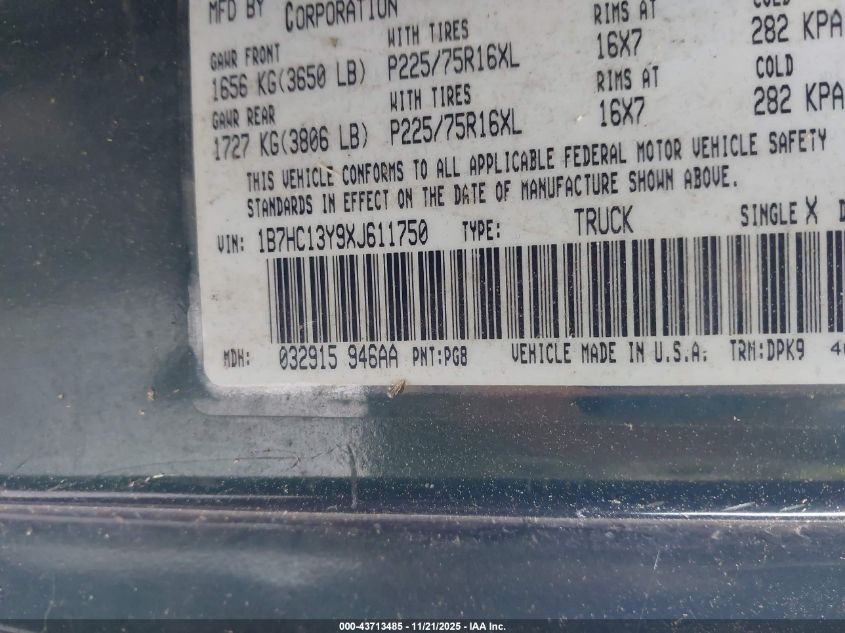 MFD BY CORPORATION
GAWR FRONT WITH TIRES RIMS AT COLD
1656 KG(3650 LB) P225/75R16XL 16X7 282 KPA
GAWR REAR WITH TIRES RIMS AT COLD
1727 KG(3806 LB) P225/75R16XL 16X7 282 KPA
THIS VEHICLE CONFORMS TO ALL APPLICABLE FEDERAL MOTOR VEHICLE SAFETY
STANDARDS IN EFFECT ON THE DATE OF MANUFACTURE SHOWN ABOVE.
VIN: 1B7HC13Y9XJ611750 TYPE: TRUCK SINGLE X D
MDH: 032915 946AA PNT:PG8 VEHICLE MADE IN U.S.A. TRM:DPK9 4
000-43713485 - 11/21/2025 - IAA Inc.